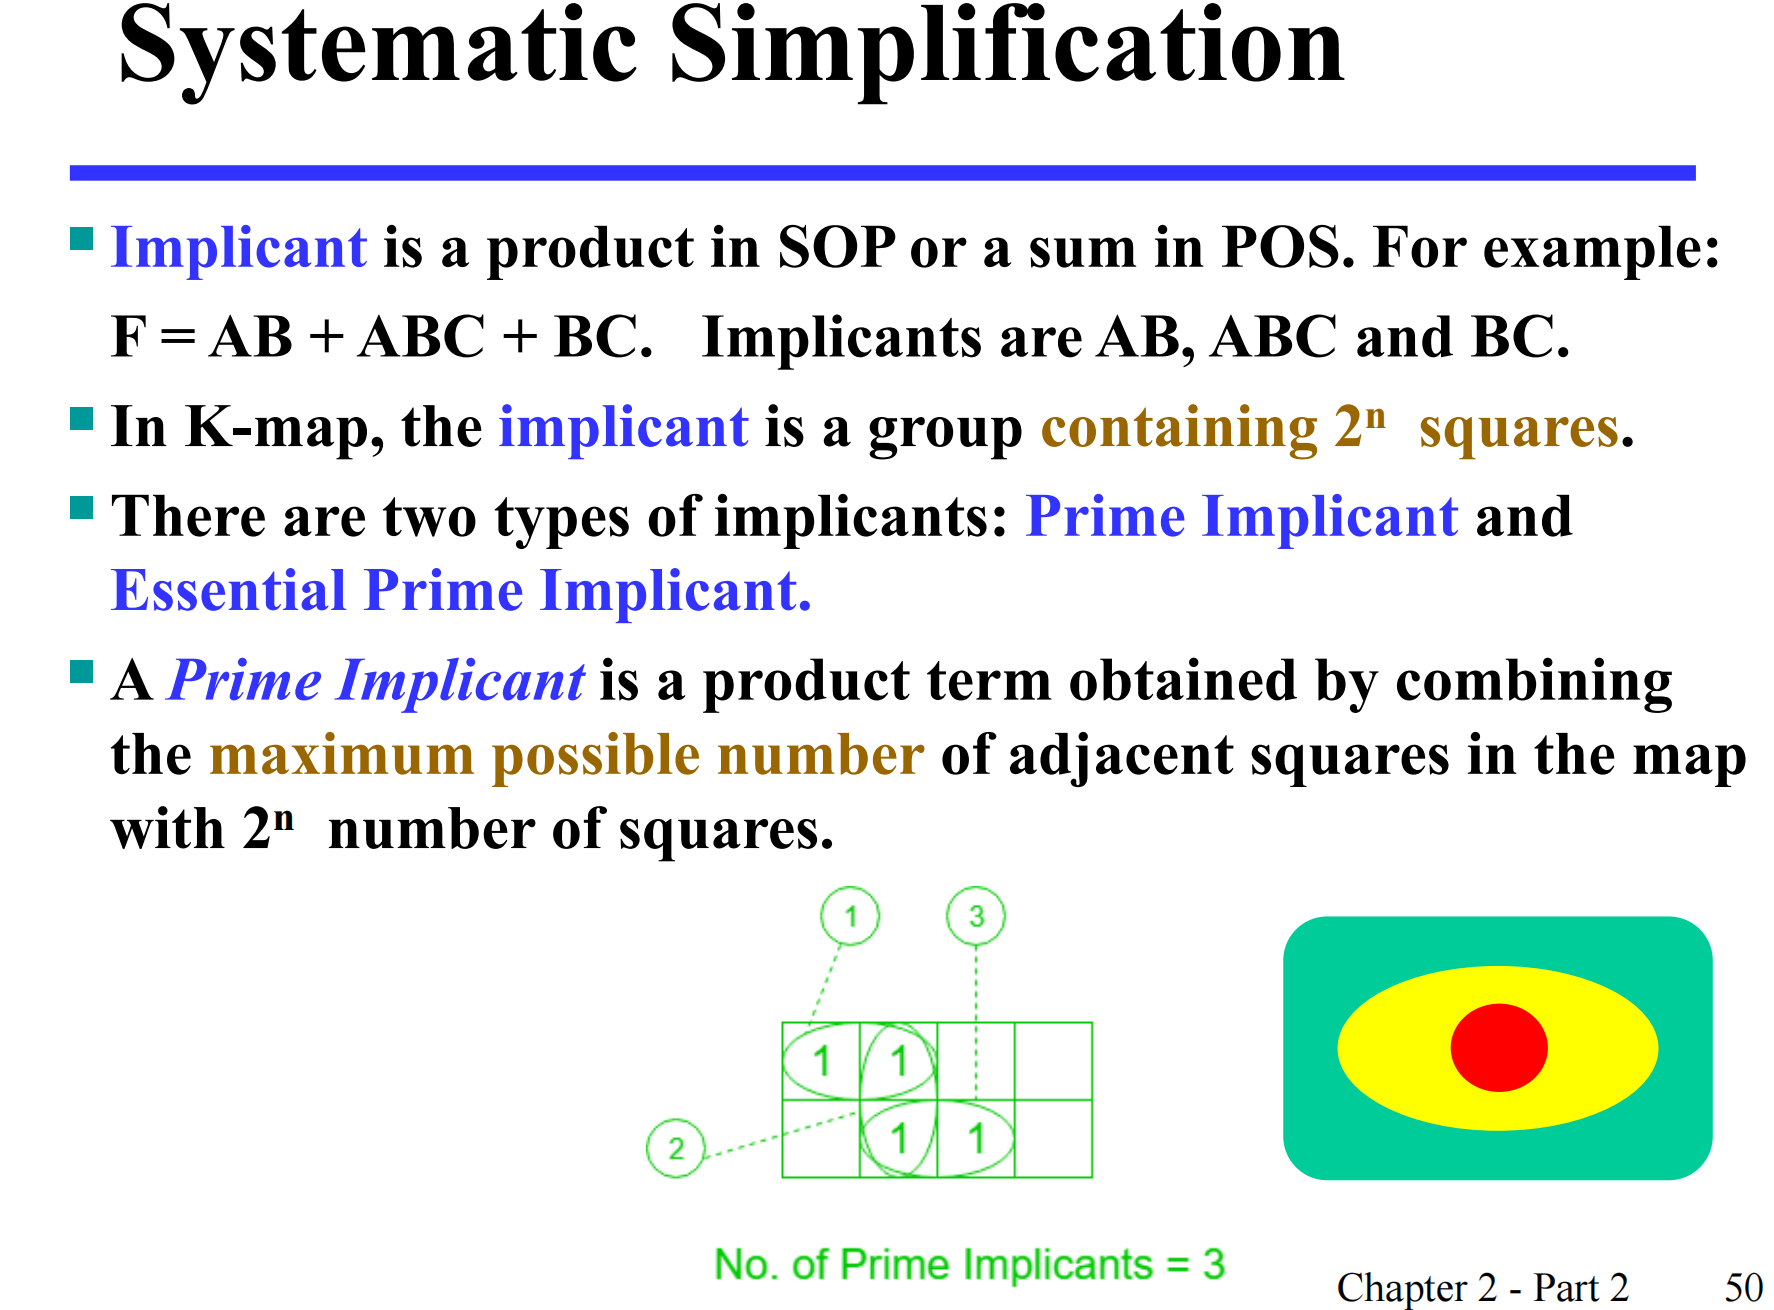 Systematic Simplification
Implicant is a product in SOP or a sum in POS. For example:
F = AB + ABC + BC. Implicants are AB, ABC and BC.
In K-map, the implicant is a group containing 2ⁿ squares.
There are two types of implicants: Prime Implicant and
Essential Prime Implicant.
A Prime Implicant is a product term obtained by combining
the maximum possible number of adjacent squares in the map
with 2ⁿ number of squares.
1 3
1 1
2
1 1
No. of Prime Implicants = 3
Chapter 2 - Part 2 50